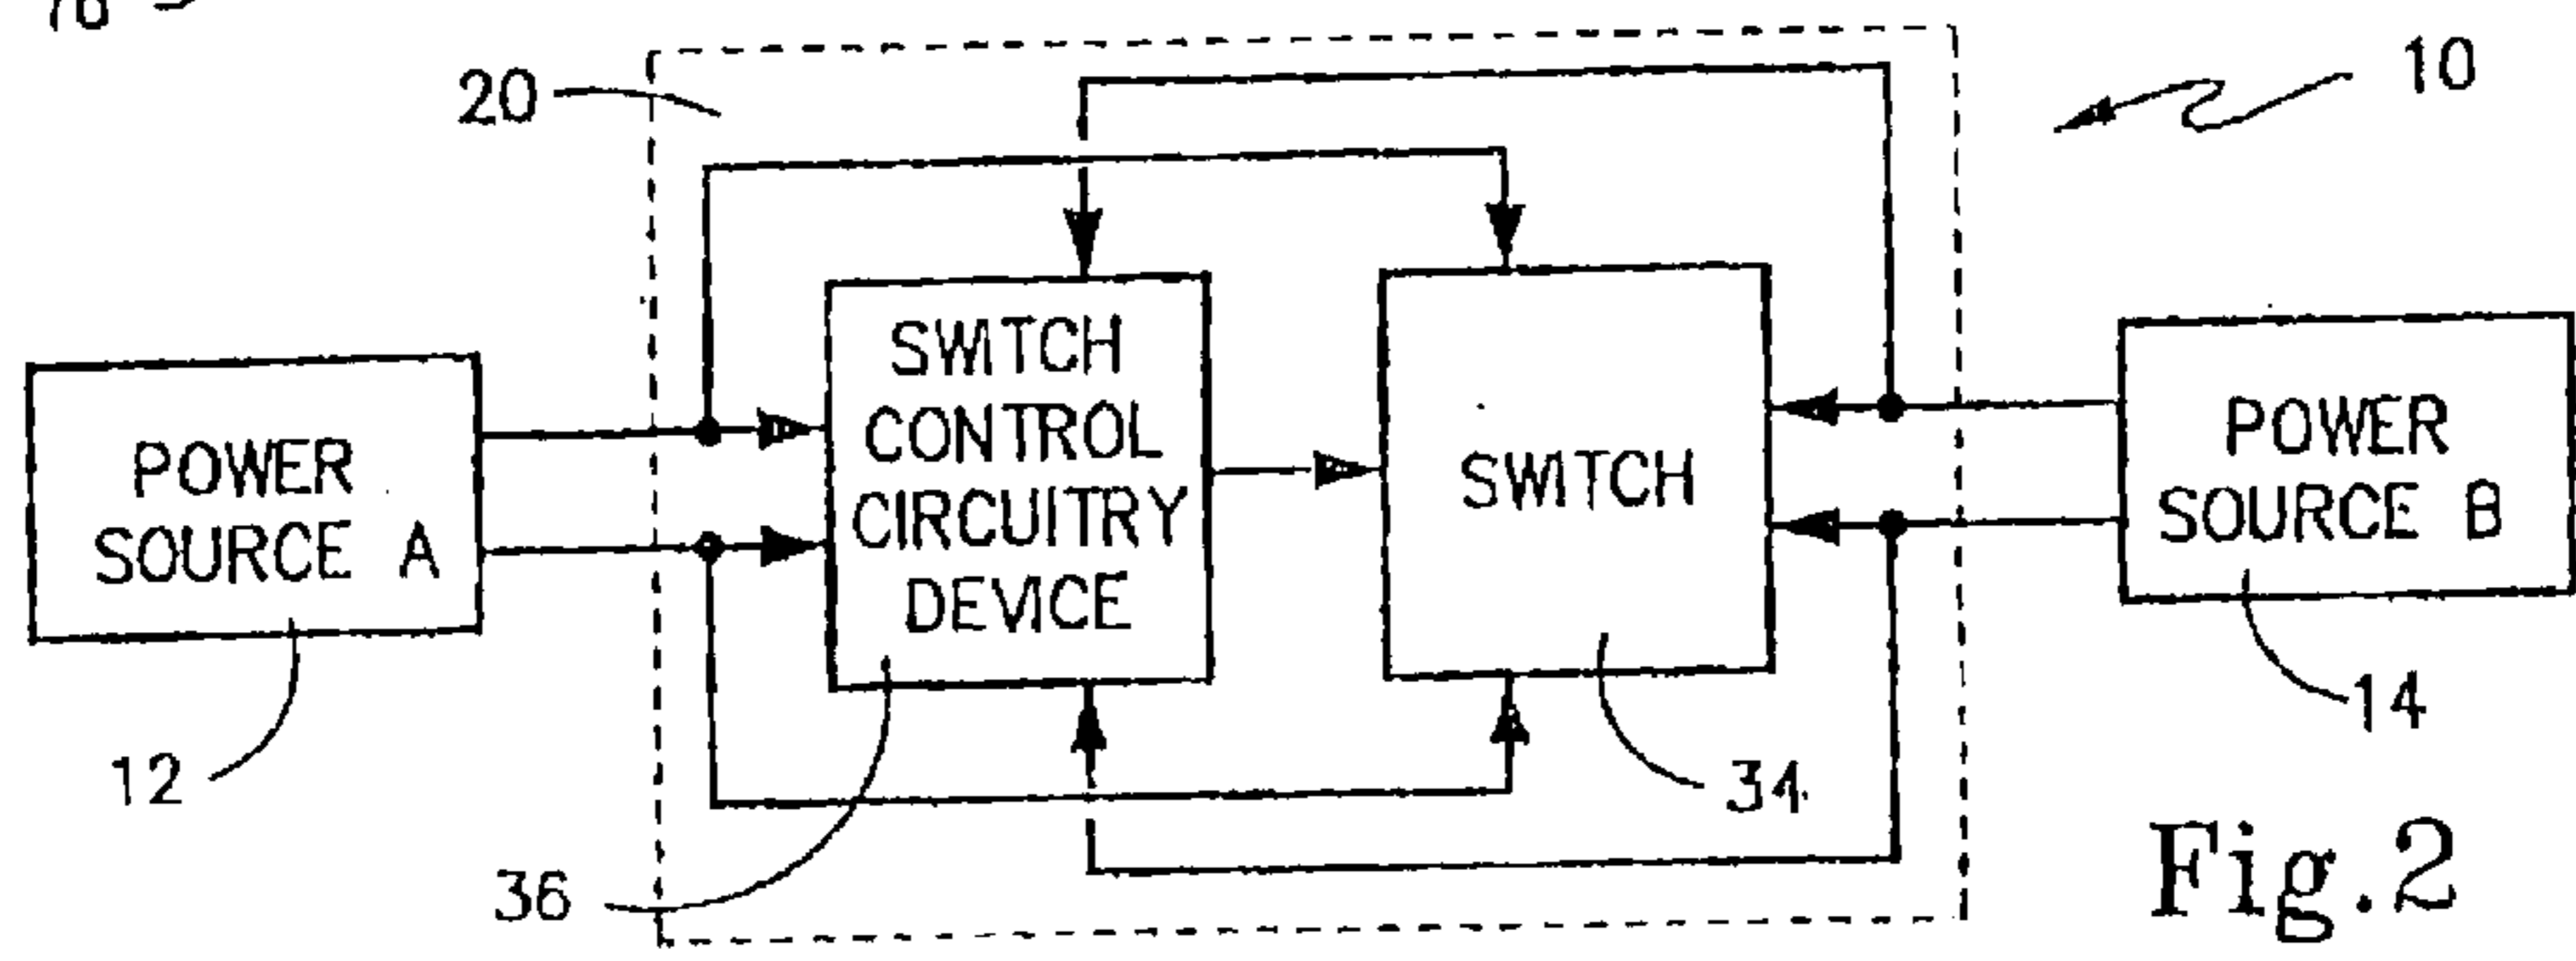 20
10
POWER
SOURCE A
SWITCH
CONTROL
CIRCUITRY
DEVICE
SWITCH
POWER
SOURCE B
12
36
34
14
Fig.2